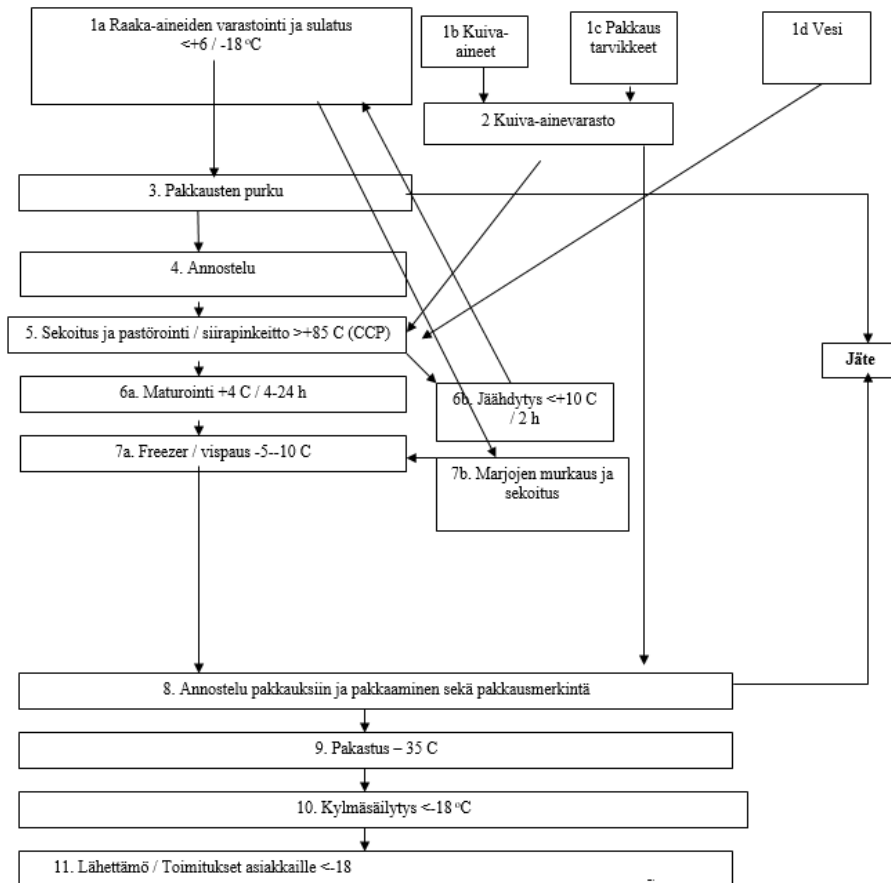 1a Raaka-aineiden varastointi ja sulatus
<+6 / -18 °C
1b Kuiva-
aineet
1c Pakkaus
tarvikkeet
1d Vesi
2 Kuiva-ainevarasto
3. Pakkausten purku
4. Annostelu
5. Sekoitus ja pastörointi / siirapinkeitto >+85 C (CCP)
Jäte
6a. Maturointi +4 C / 4-24 h
6b. Jäähdytys <+10 C
/ 2 h
7a. Freezer / vispaus -5--10 C
7b. Marjojen murkaus ja
sekoitus
8. Annostelu pakkauksiin ja pakkaaminen sekä pakkausmerkintä
9. Pakastus – 35 C
10. Kylmäsäilytys <-18 °C
11. Lähettämö / Toimitukset asiakkaille <-18